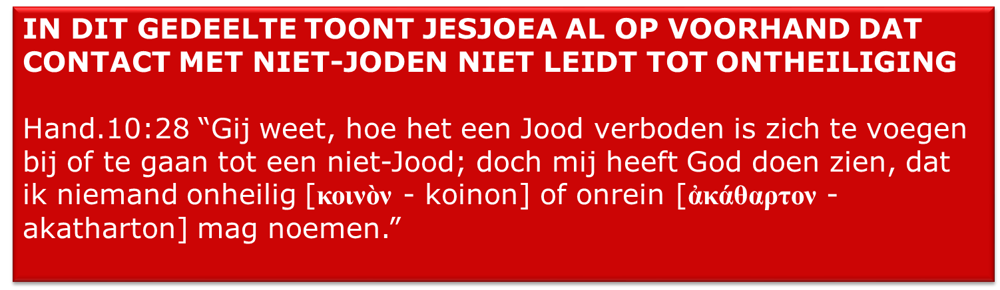 IN DIT GEDEELTE TOONT JESJOEA AL OP VOORHAND DAT
CONTACT MET NIET-JODEN NIET LEIDT TOT ONTHEILIGING
Hand.10:28 “Gij weet, hoe het een Jood verboden is zich te voegen
bij of te gaan tot een niet-Jood; doch mij heeft God doen zien, dat
ik niemand onheilig [κοινὸν - koinon] of onrein [ἀκάθαρτον -
akatharton] mag noemen.”